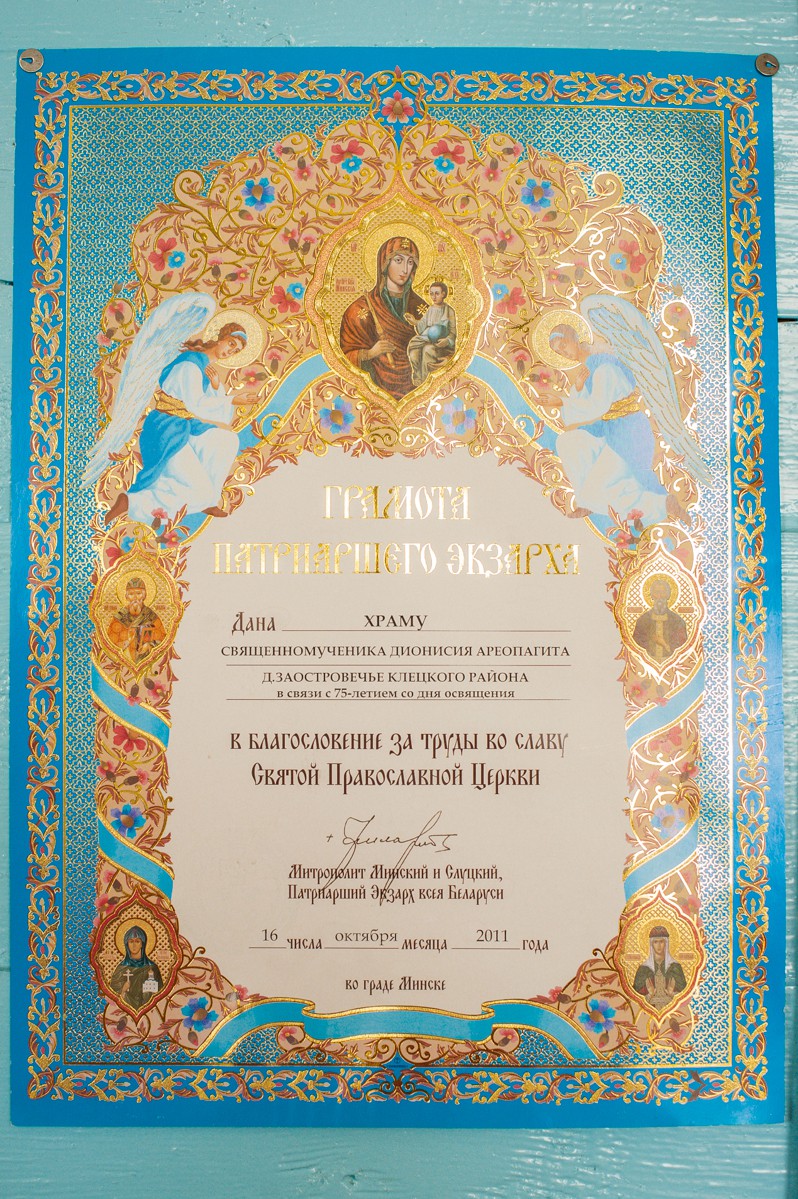 ГРАМОТА
ПАТРИАРШЕГО ЭКЗАРХА
Дана ХРАМУ
СВЯЩЕННОМУЧЕНИКА ДИОНИСИЯ АРЕОПАГИТА
Д.ЗАОСТРОВЕЧЬЕ КЛЕЦКОГО РАЙОНА
в связи с 75-летием со дня освящения
в благословение за труды во славу
Святой Православной Церкви
Митрополит Минский и Слуцкий,
Патриарший Экзарх всея Беларуси
16 числа октября месяца 2011 года
во граде Минске